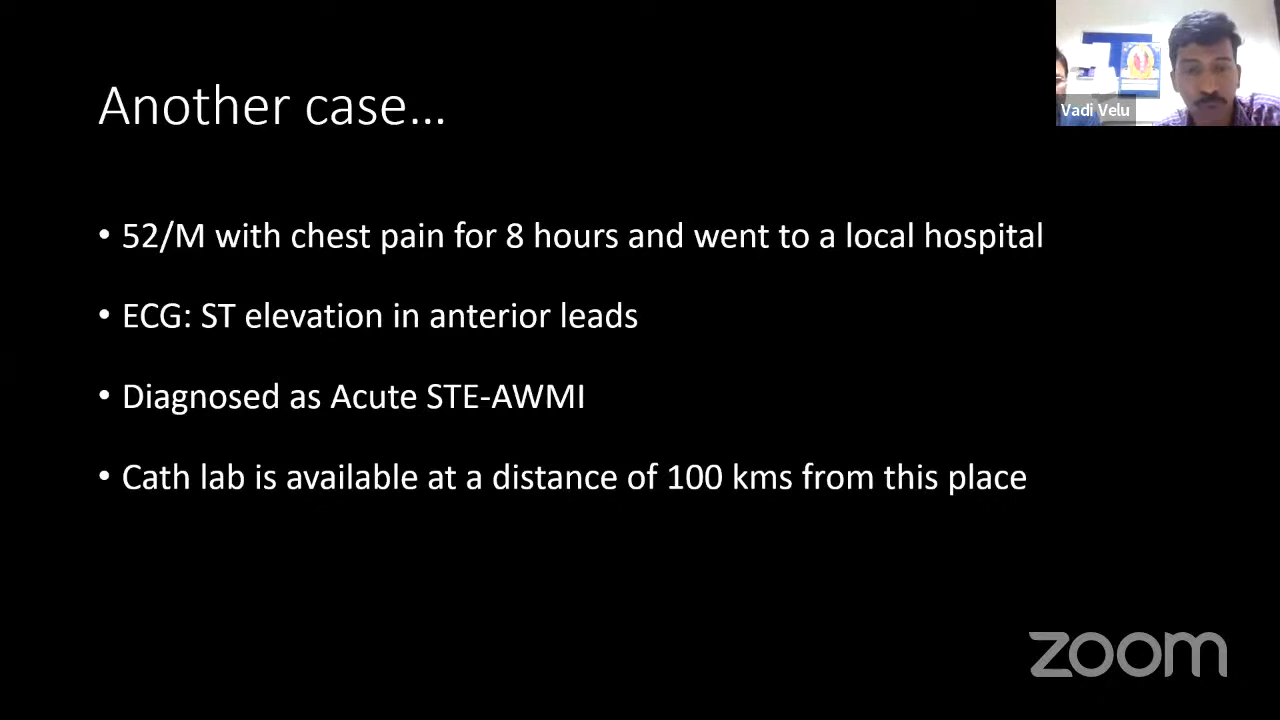 Another case...
• 52/M with chest pain for 8 hours and went to a local hospital
• ECG: ST elevation in anterior leads
• Diagnosed as Acute STE-AWMI
• Cath lab is available at a distance of 100 kms from this place
Vadi Velu
zoom